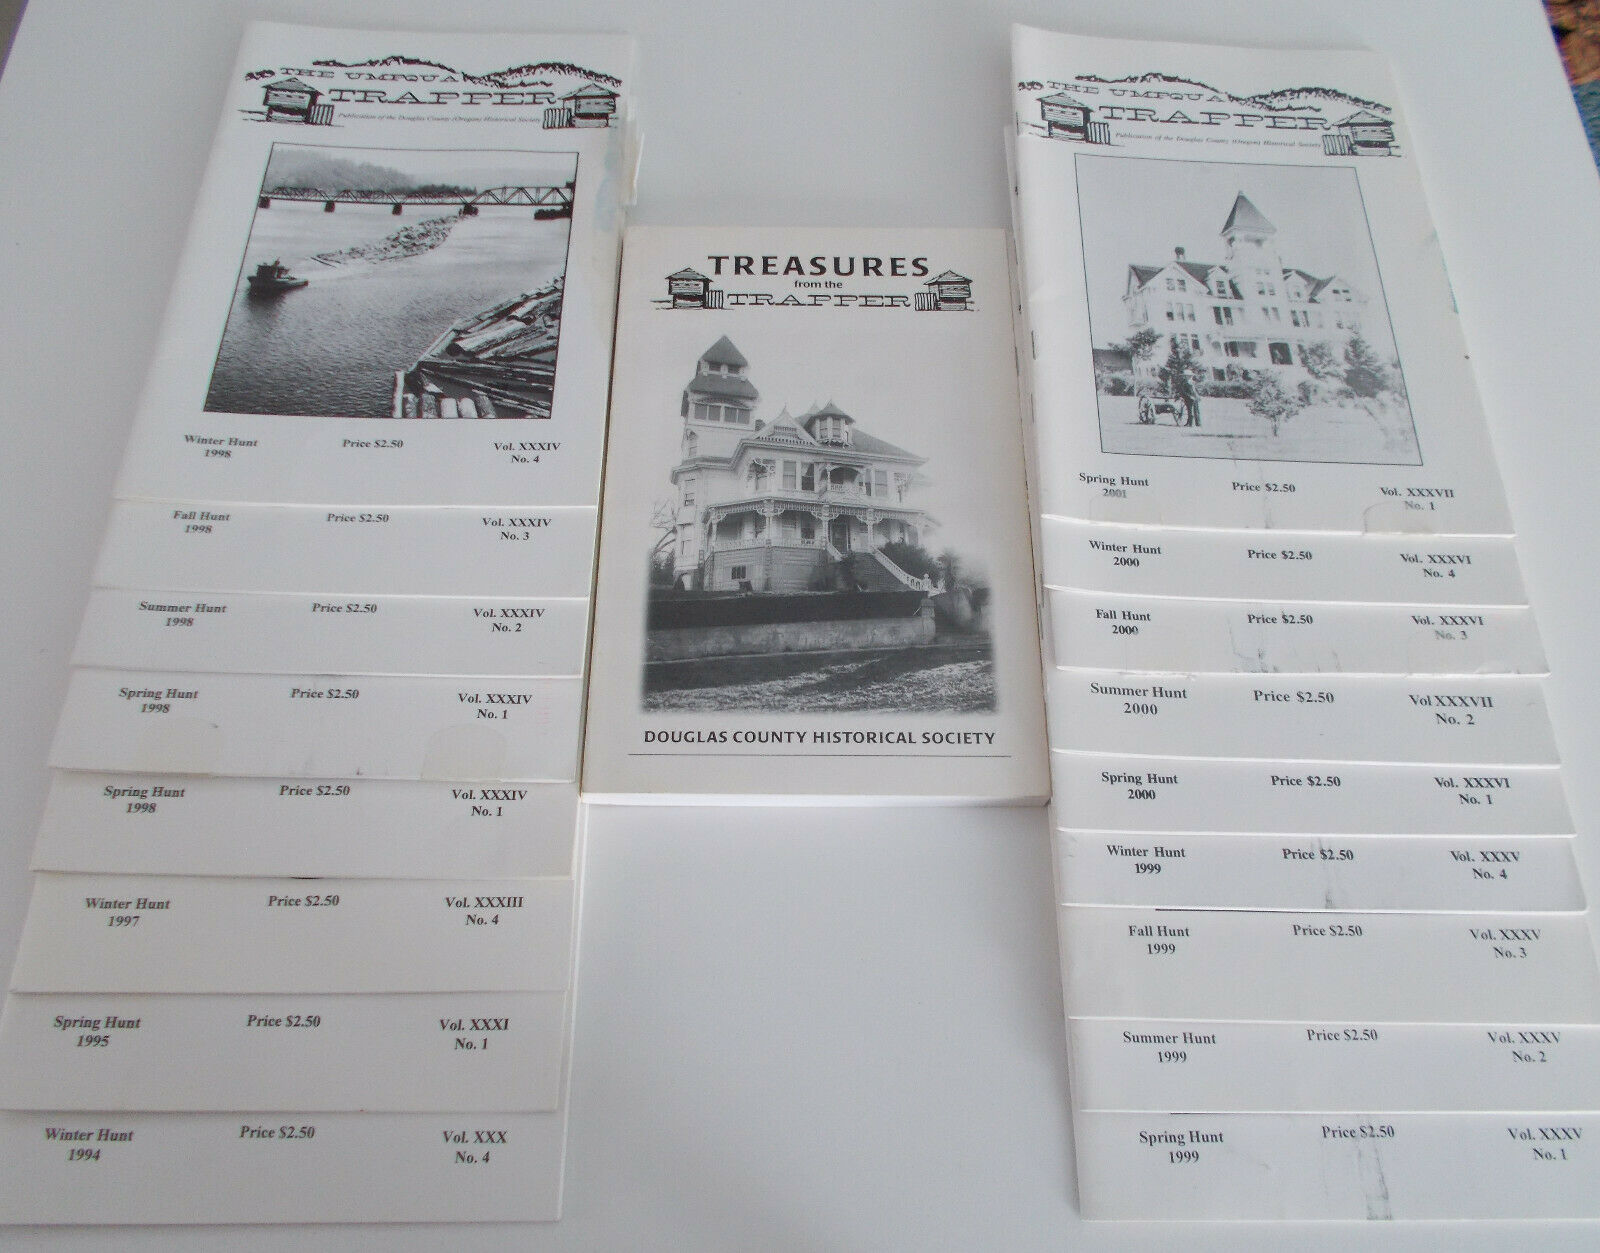 THE UMPQUA
TRAPPER
Publication of the Douglas County (Oregon) Historical Society
Winter Hunt Price $2.50 Vol. XXXIV
1998 No. 4
Fall Hunt Price $2.50 Vol. XXXIV
1998 No. 3
Summer Hunt Price $2.50 Vol. XXXIV
1998 No. 2
Spring Hunt Price $2.50 Vol. XXXIV
1998 No. 1
Spring Hunt Price $2.50 Vol. XXXIV
1998 No. 1
Winter Hunt Price $2.50 Vol. XXXIII
1997 No. 4
Spring Hunt Price $2.50 Vol. XXXI
1995 No. 1
Winter Hunt Price $2.50 Vol. XXX
1994 No. 4
TREASURES
from the
TRAPPER
DOUGLAS COUNTY HISTORICAL SOCIETY
THE UMPQUA
TRAPPER
Publication of the Douglas County (Oregon) Historical Society
Spring Hunt Price $2.50 Vol. XXXVII
2001 No. 1
Winter Hunt Price $2.50 Vol. XXXVI
2000 No. 4
Fall Hunt Price $2.50 Vol. XXXVI
2000 No. 3
Summer Hunt Price $2.50 Vol XXXVII
2000 No. 2
Spring Hunt Price $2.50 Vol. XXXVI
2000 No. 1
Winter Hunt Price $2.50 Vol. XXXV
1999 No. 4
Fall Hunt Price $2.50 Vol. XXXV
1999 No. 3
Summer Hunt Price $2.50 Vol. XXXV
1999 No. 2
Spring Hunt Price $2.50 Vol. XXXV
1999 No. 1